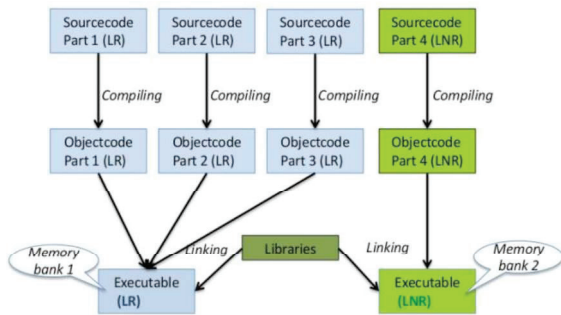 Sourcecode
Part 1 (LR)
Sourcecode
Part 2 (LR)
Sourcecode
Part 3 (LR)
Sourcecode
Part 4 (LNR)
Compiling
Compiling
Compiling
Compiling
Objectcode
Part 1 (LR)
Objectcode
Part 2 (LR)
Objectcode
Part 3 (LR)
Objectcode
Part 4 (LNR)
Memory
bank 1
Linking
Libraries
Linking
Memory
bank 2
Executable
(LR)
Executable
(LNR)